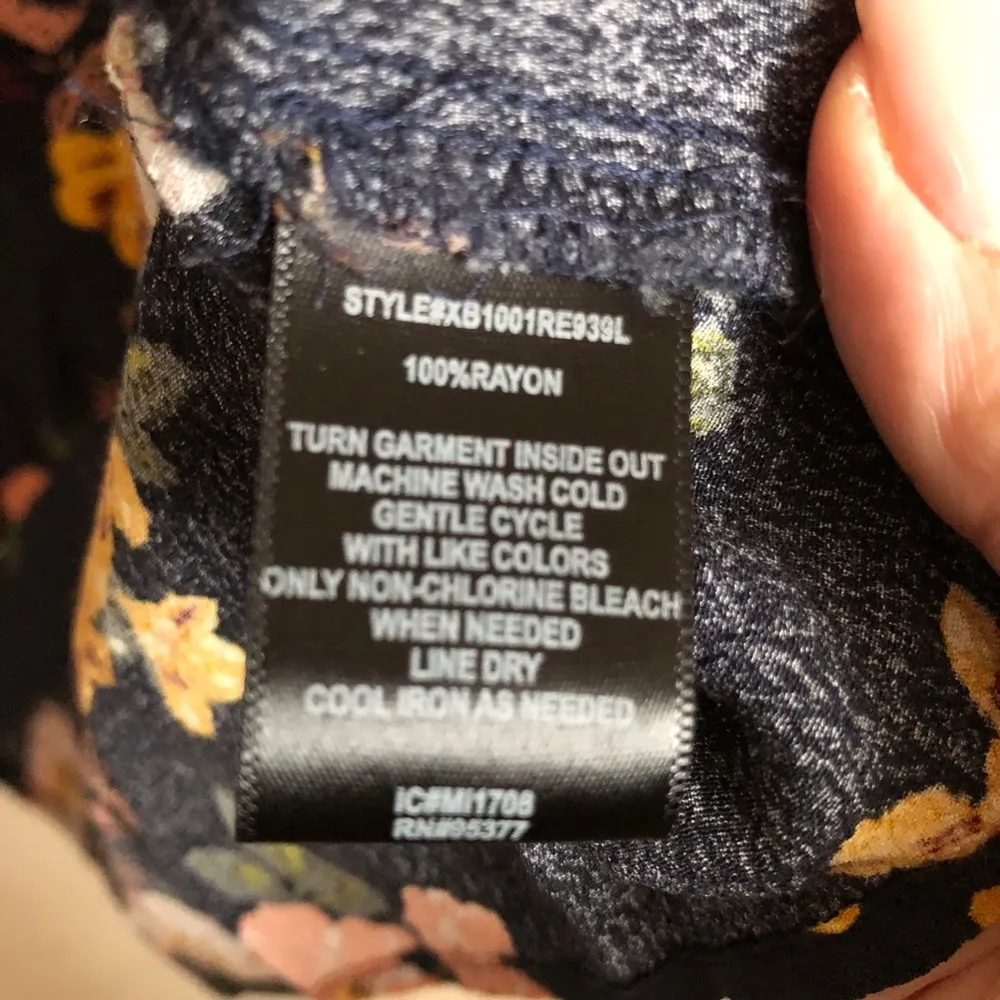 STYLE#XB1001RE939L
100%RAYON
TURN GARMENT INSIDE OUT
MACHINE WASH COLD
GENTLE CYCLE
WITH LIKE COLORS
ONLY NON-CHLORINE BLEACH
WHEN NEEDED
LINE DRY
COOL IRON AS NEEDED
IC#MI1708
RN#95377